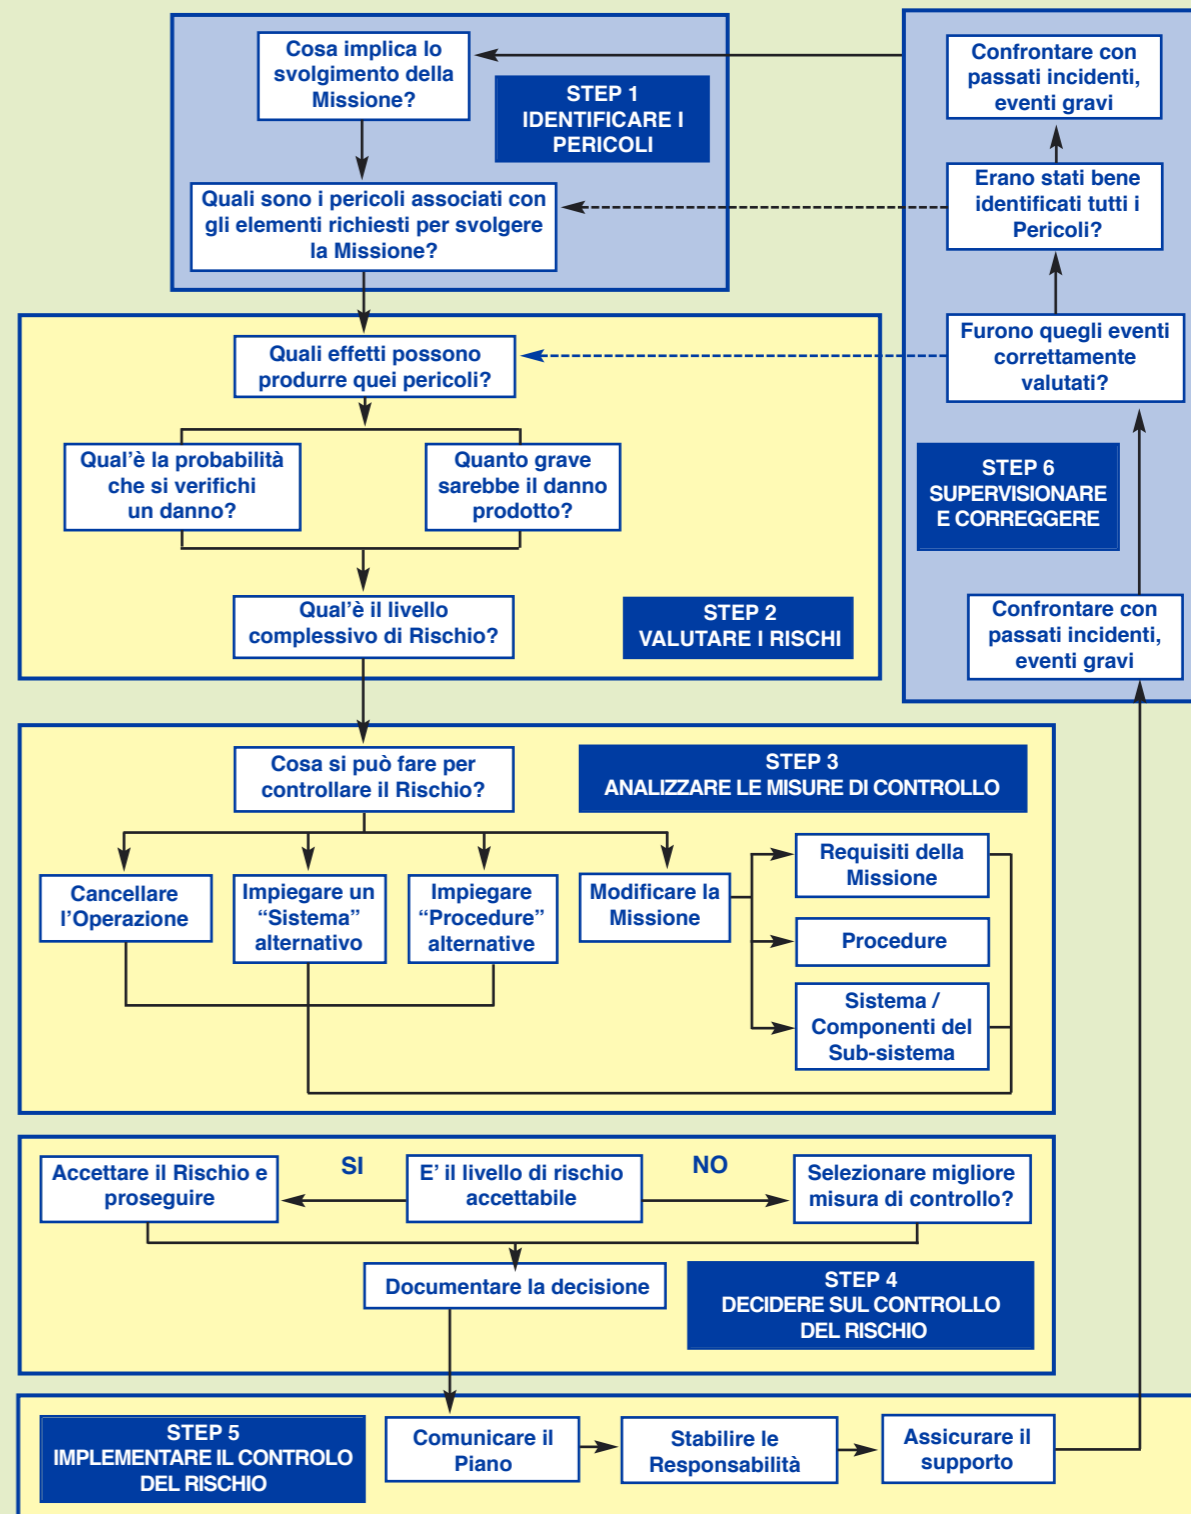 Cosa implica lo
svolgimento della
Missione?
STEP 1
IDENTIFICARE I
PERICOLI
Quali sono i pericoli associati con
gli elementi richiesti per svolgere
la Missione?
Confrontare con
passati incidenti,
eventi gravi
Erano stati bene
identificati tutti i
Pericoli?
Furono quegli eventi
correttamente
valutati?
STEP 6
SUPERVISIONARE
E CORREGGERE
Confrontare con
passati incidenti,
eventi gravi
Quali effetti possono
produrre quei pericoli?
Qual'è la probabilità
che si verifichi
un danno?
Quanto grave
sarebbe il danno
prodotto?
Qual'è il livello
complessivo di Rischio?
STEP 2
VALUTARE I RISCHI
Cosa si può fare per
controllare il Rischio?
STEP 3
ANALIZZARE LE MISURE DI CONTROLLO
Cancellare
l'Operazione
Impiegare un
“Sistema”
alternativo
Impiegare
“Procedure”
alternative
Modificare la
Missione
Requisiti della
Missione
Procedure
Sistema /
Componenti del
Sub-sistema
Accettare il Rischio e
proseguire
SI
E' il livello di rischio
accettabile
NO
Selezionare migliore
misura di controllo?
Documentare la decisione
STEP 4
DECIDERE SUL CONTROLLO
DEL RISCHIO
STEP 5
IMPLEMENTARE IL CONTROLO
DEL RISCHIO
Comunicare il
Piano
Stabilire le
Responsabilità
Assicurare il
supporto